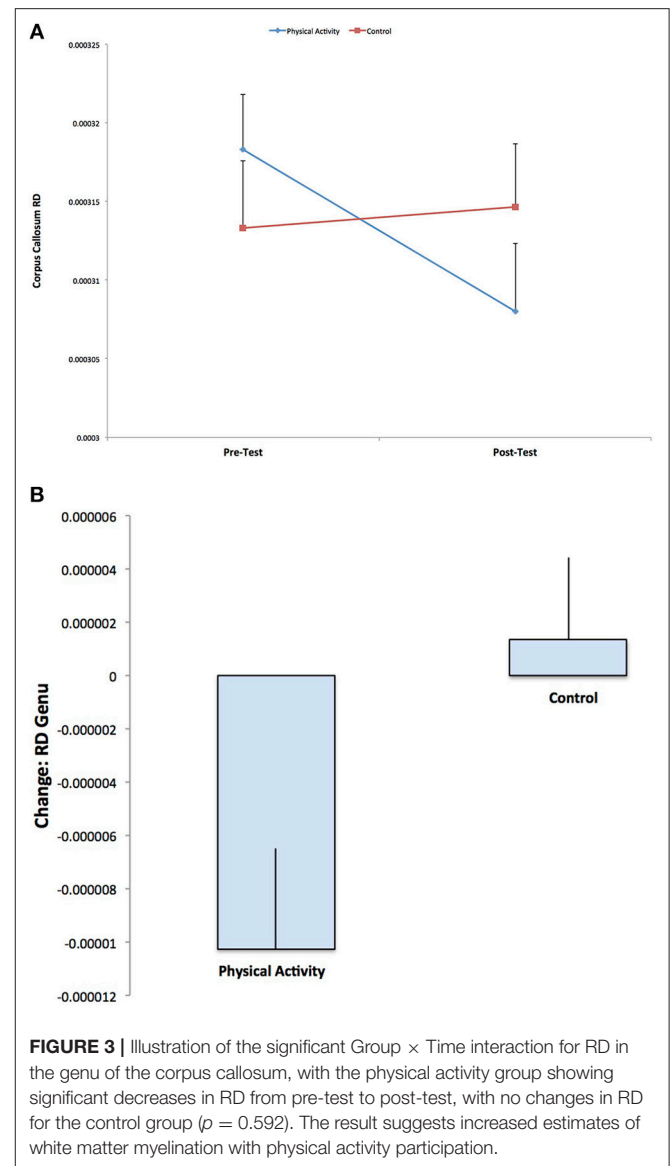 A
Physical Activity Control
0.000325
0.00032
0.000315
0.00031
0.000305
0.0003
Corpus Callosum RD
Pre-Test Post-Test
B
0.000006
0.000004
0.000002
0
-0.000002
-0.000004
-0.000006
-0.000008
-0.00001
-0.000012
Change: RD Genu
Control
Physical Activity
FIGURE 3 | Illustration of the significant Group × Time interaction for RD in
the genu of the corpus callosum, with the physical activity group showing
significant decreases in RD from pre-test to post-test, with no changes in RD
for the control group (p = 0.592). The result suggests increased estimates of
white matter myelination with physical activity participation.